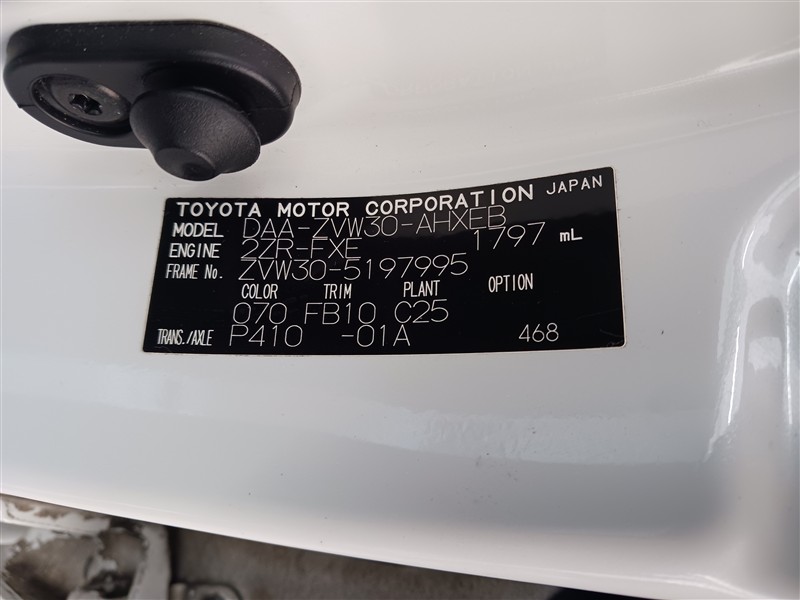 TOYOTA MOTOR CORPORATION JAPAN
MODEL DAA-ZVW30-AHXEB
ENGINE 2ZR-FXE 1797 mL
FRAME No. ZVW30-5197995
COLOR TRIM PLANT OPTION
070 FB10 C25
TRANS./AXLE P410 -01A 468